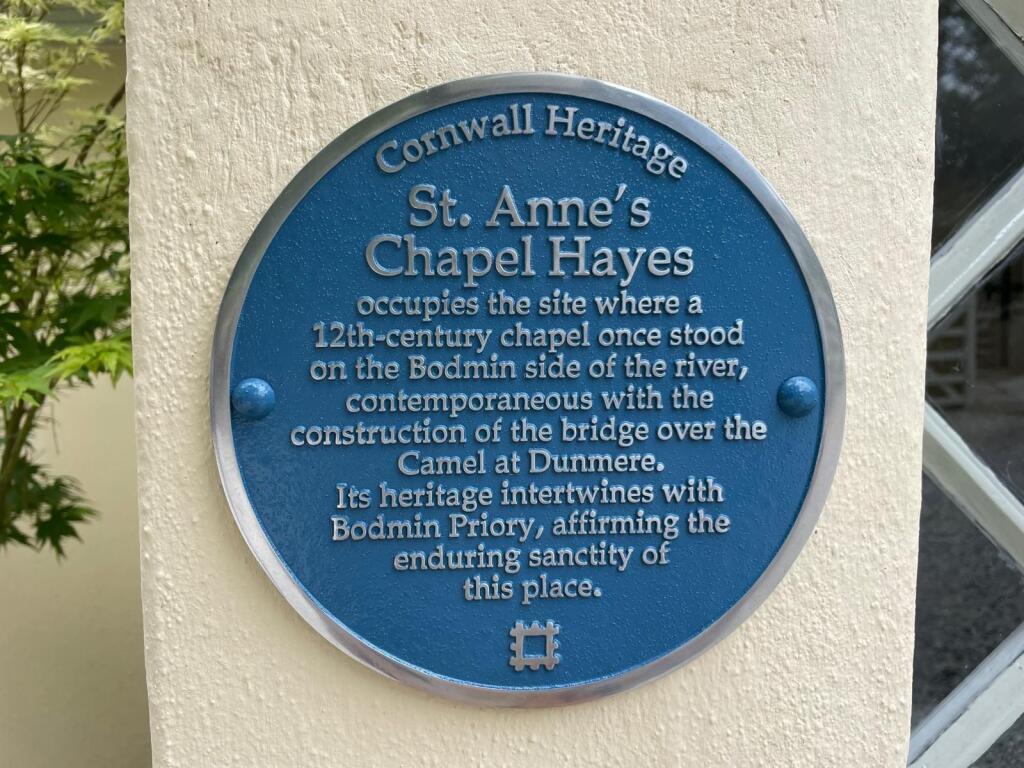 Cornwall Heritage
St. Anne's
Chapel Hayes
occupies the site where a
12th-century chapel once stood
on the Bodmin side of the river,
contemporaneous with the
construction of the bridge over the
Camel at Dunmere.
Its heritage intertwines with
Bodmin Priory, affirming the
enduring sanctity of
this place.